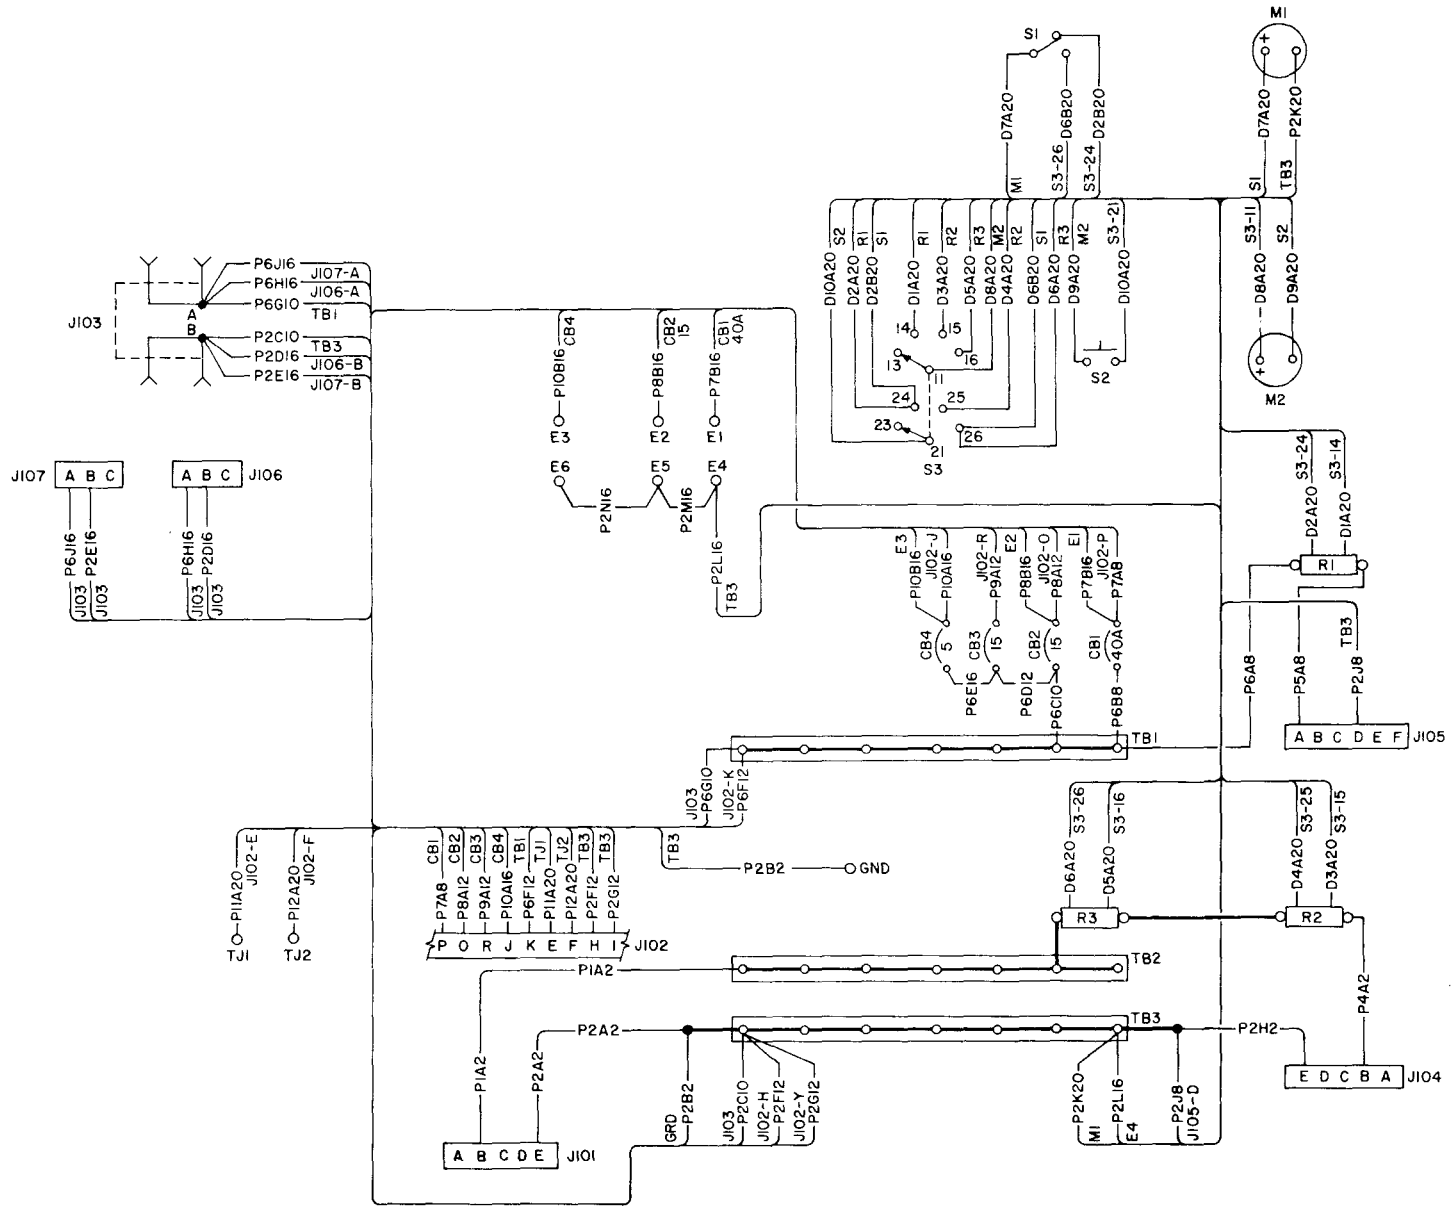 M1
S1
+
D7A20
D6B20
D2B20
D7A20
P2K20
M1
S3-26
S3-24
S1
TB3
S2
R1
S1
R1
R2
R3
M2
R2
S1
R3
M2
S3-21
S3-11
S2
D10A20
D2A20
D2B20
D1A20
D3A20
D5A20
D8A20
D4A20
D6B20
D6A20
D9A20
D10A20
D8A20
D9A20
P6J16
J107-A
P6H16
J106-A
P6G10
TB1
J103
A
B
P2C10
TB3
P2D16
J106-B
P2E16
J107-B
CB4
CB2
15
CB1
40A
P10B16
P8B16
P7B16
14
15
13
16
11
S2
+
M2
24
25
23
26
21
S3
E3
E2
E1
E6
E5
E4
P2N16
P2M16
J107
A B C
A B C
J106
S3-24
S3-14
D2A20
D1A20
R1
P6J16
P2E16
P6H16
P2D16
J103
J103
J103
J103
P2L16
TB3
E3
J102-J
J102-R
E2
J102-O
E1
J102-P
P10B16
P10A16
P9A12
P8B16
P8A12
P7B16
P7A8
CB4
5
CB3
15
CB2
15
CB1
40A
TB3
P6E16
P6D12
P6C10
P6B8
P6A8
P5A8
P2J8
TB1
A B C D E F
J105
J103
P6G10
J102-K
P6F12
S3-26
S3-16
S3-25
S3-15
D6A20
D5A20
D4A20
D3A20
J102-E
J102-F
P11A20
P12A20
CB1
CB2
CB3
CB4
TB1
TJ1
TJ2
TB3
TB3
TB3
P2B2
GND
P7A8
P8A12
P9A12
P10A16
P6F12
P11A20
P12A20
P2F12
P2G12
R3
R2
TJ1
TJ2
P O R J K E F H I
J102
P1A2
TB2
P4A2
P2A2
TB3
P2H2
P1A2
P2A2
GRD
P2B2
J103
P2C10
J102-H
P2F12
J102-Y
P2G12
P2K20
M1
P2L16
E4
P2J8
J105-D
E D C B A
J104
A B C D E
J101